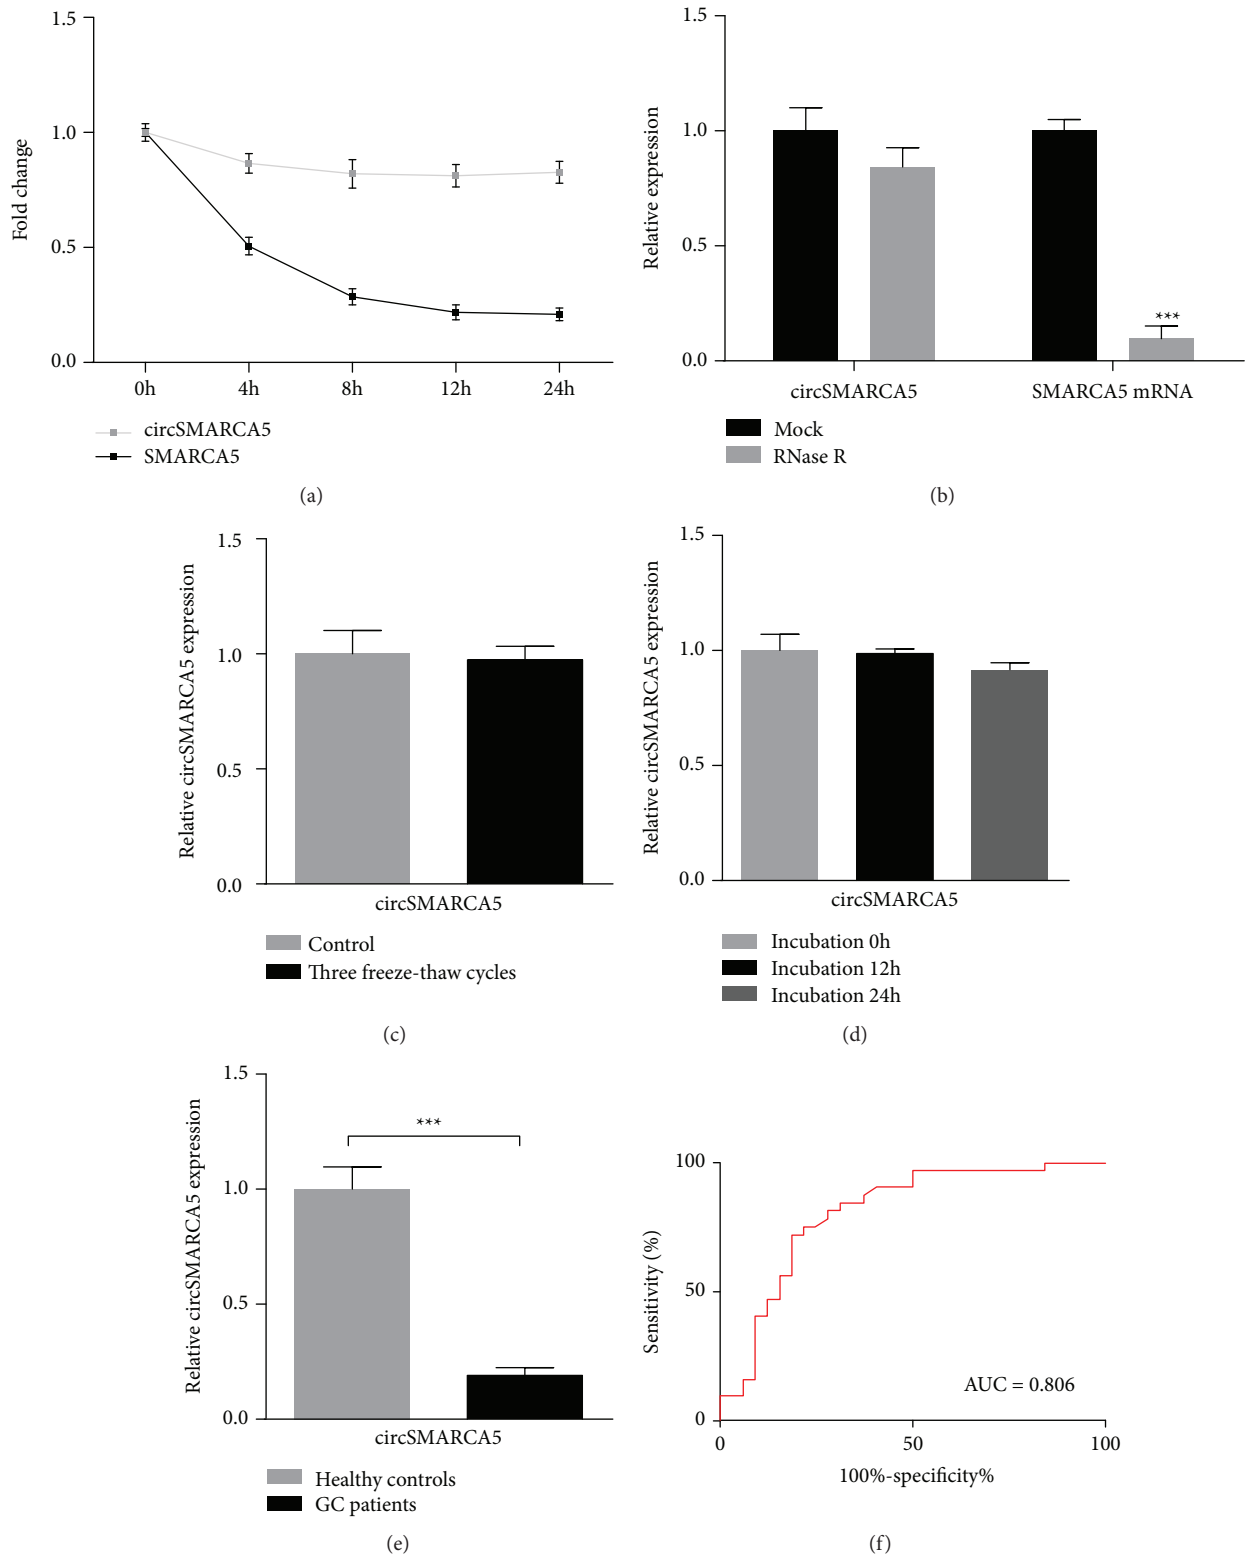 1.5
1.0
0.5
0.0
Fold change
0h 4h 8h 12h 24h
circSMARCA5
SMARCA5
(a)
1.5
1.0
0.5
0.0
Relative expression
***
circSMARCA5 SMARCA5 mRNA
Mock
RNase R
(b)
1.5
1.0
0.5
0.0
Relative circSMARCA5 expression
circSMARCA5
Control
Three freeze-thaw cycles
(c)
1.5
1.0
0.5
0.0
Relative circSMARCA5 expression
circSMARCA5
Incubation 0h
Incubation 12h
Incubation 24h
(d)
1.5
1.0
0.5
0.0
Relative circSMARCA5 expression
***
circSMARCA5
Healthy controls
GC patients
(e)
100
50
0
Sensitivity (%)
AUC = 0.806
0 50 100
100%-specificity%
(f)